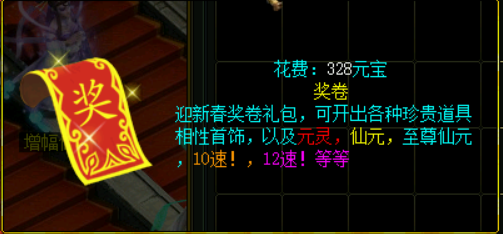 花费：328元宝
奖卷
奖
迎新春奖卷礼包，可开出各种珍贵道具
相性首饰，以及元灵，仙元，至尊仙元
，10速！，12速！等等
增幅